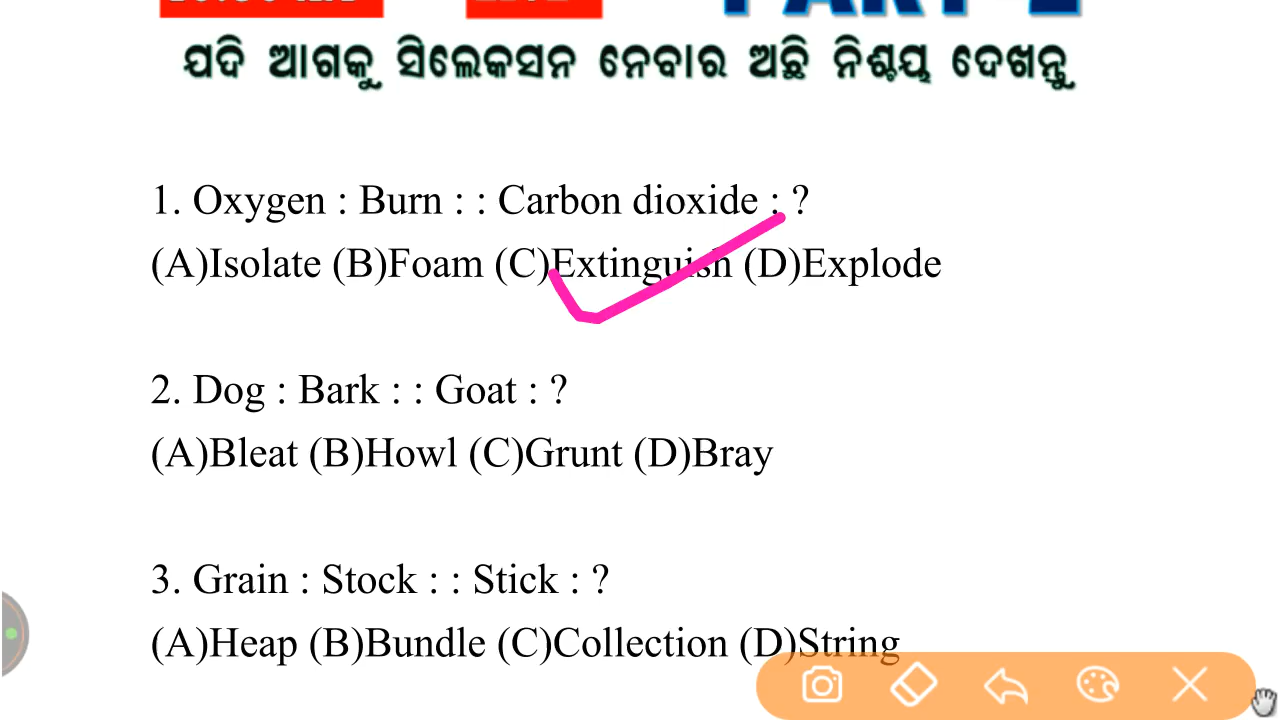 ଯଦି ଆଗକୁ ସିଲେକସନ ନେବାର ଅଛି ନିଶ୍ଚୟ ଦେଖନ୍ତୁ
1. Oxygen : Burn : : Carbon dioxide : ?
(A)Isolate (B)Foam (C)Extinguish (D)Explode
2. Dog : Bark : : Goat : ?
(A)Bleat (B)Howl (C)Grunt (D)Bray
3. Grain : Stock : : Stick : ?
(A)Heap (B)Bundle (C)Collection (D)String